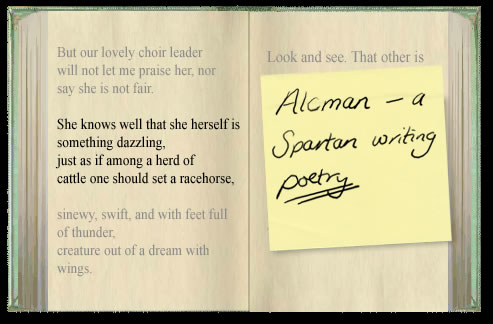 But our lovely choir leader
will not let me praise her, nor
say she is not fair.
She knows well that she herself is
something dazzling,
just as if among a herd of
cattle one should set a racehorse,
sinewy, swift, and with feet full
of thunder,
creature out of a dream with
wings.
Look and see. That other is
Alcman - a
Spartan writing
poetry